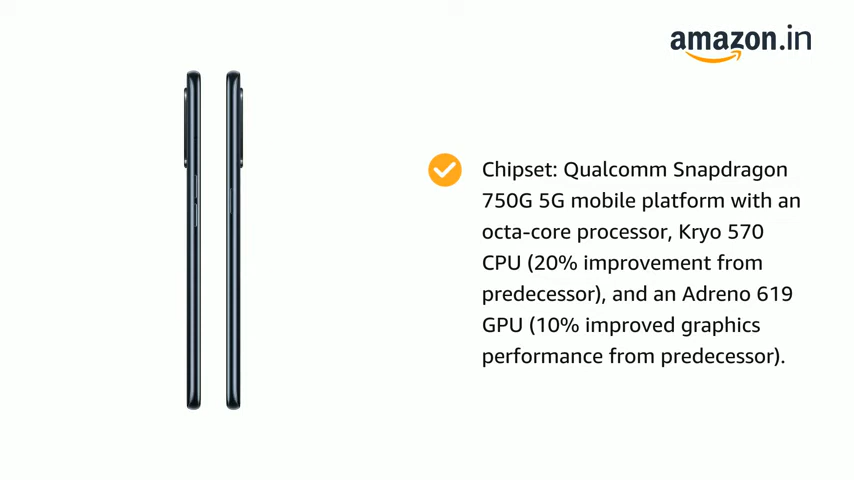 amazon.in
Chipset: Qualcomm Snapdragon
750G 5G mobile platform with an
octa-core processor, Kryo 570
CPU (20% improvement from
predecessor), and an Adreno 619
GPU (10% improved graphics
performance from predecessor).